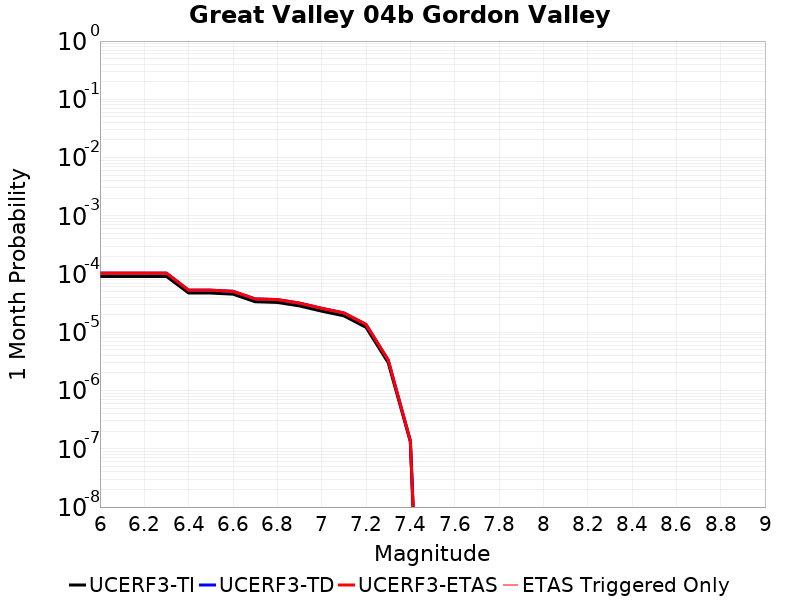 Great Valley 04b Gordon Valley
10^0
10^-1
10^-2
10^-3
10^-4
10^-5
10^-6
10^-7
10^-8
1 Month Probability
6 6.2 6.4 6.6 6.8 7 7.2 7.4 7.6 7.8 8 8.2 8.4 8.6 8.8 9
Magnitude
UCERF3-TI UCERF3-TD UCERF3-ETAS ETAS Triggered Only